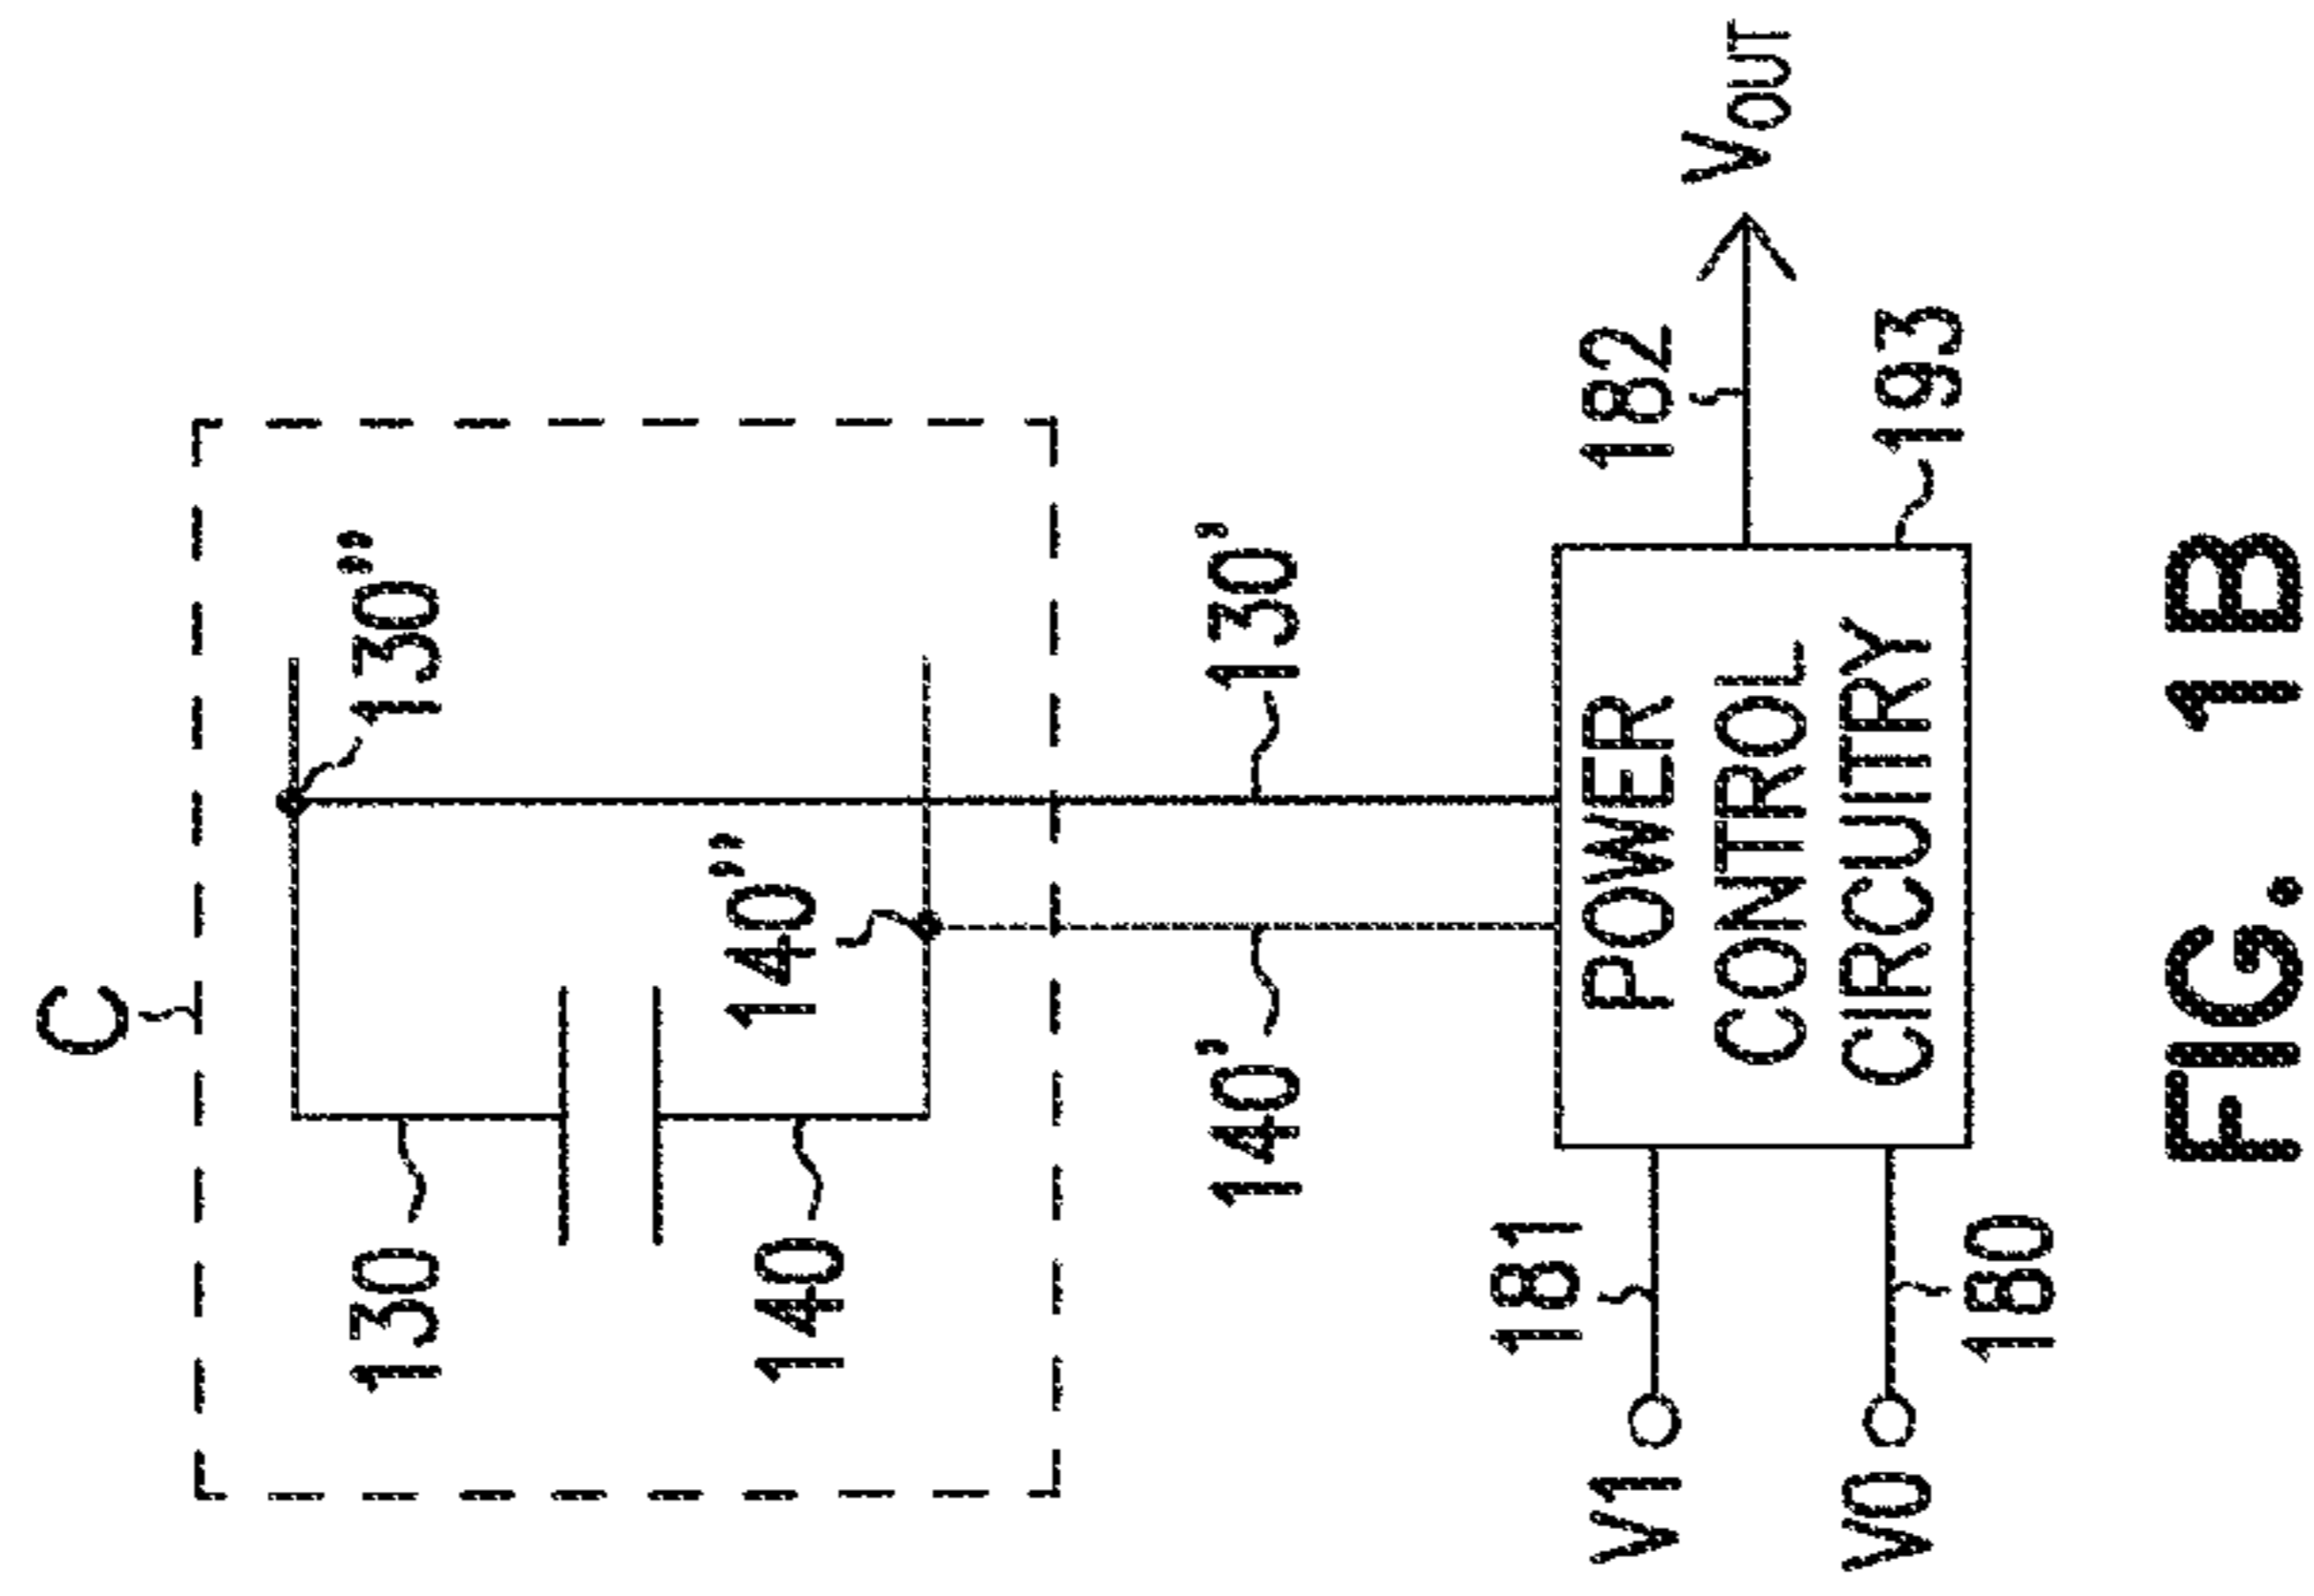 C
130"
130
140"
140
130'
140'
182
V1
181
POWER
CONTROL
CIRCUITRY
VOUT
V0
180
193
FIG. 1B